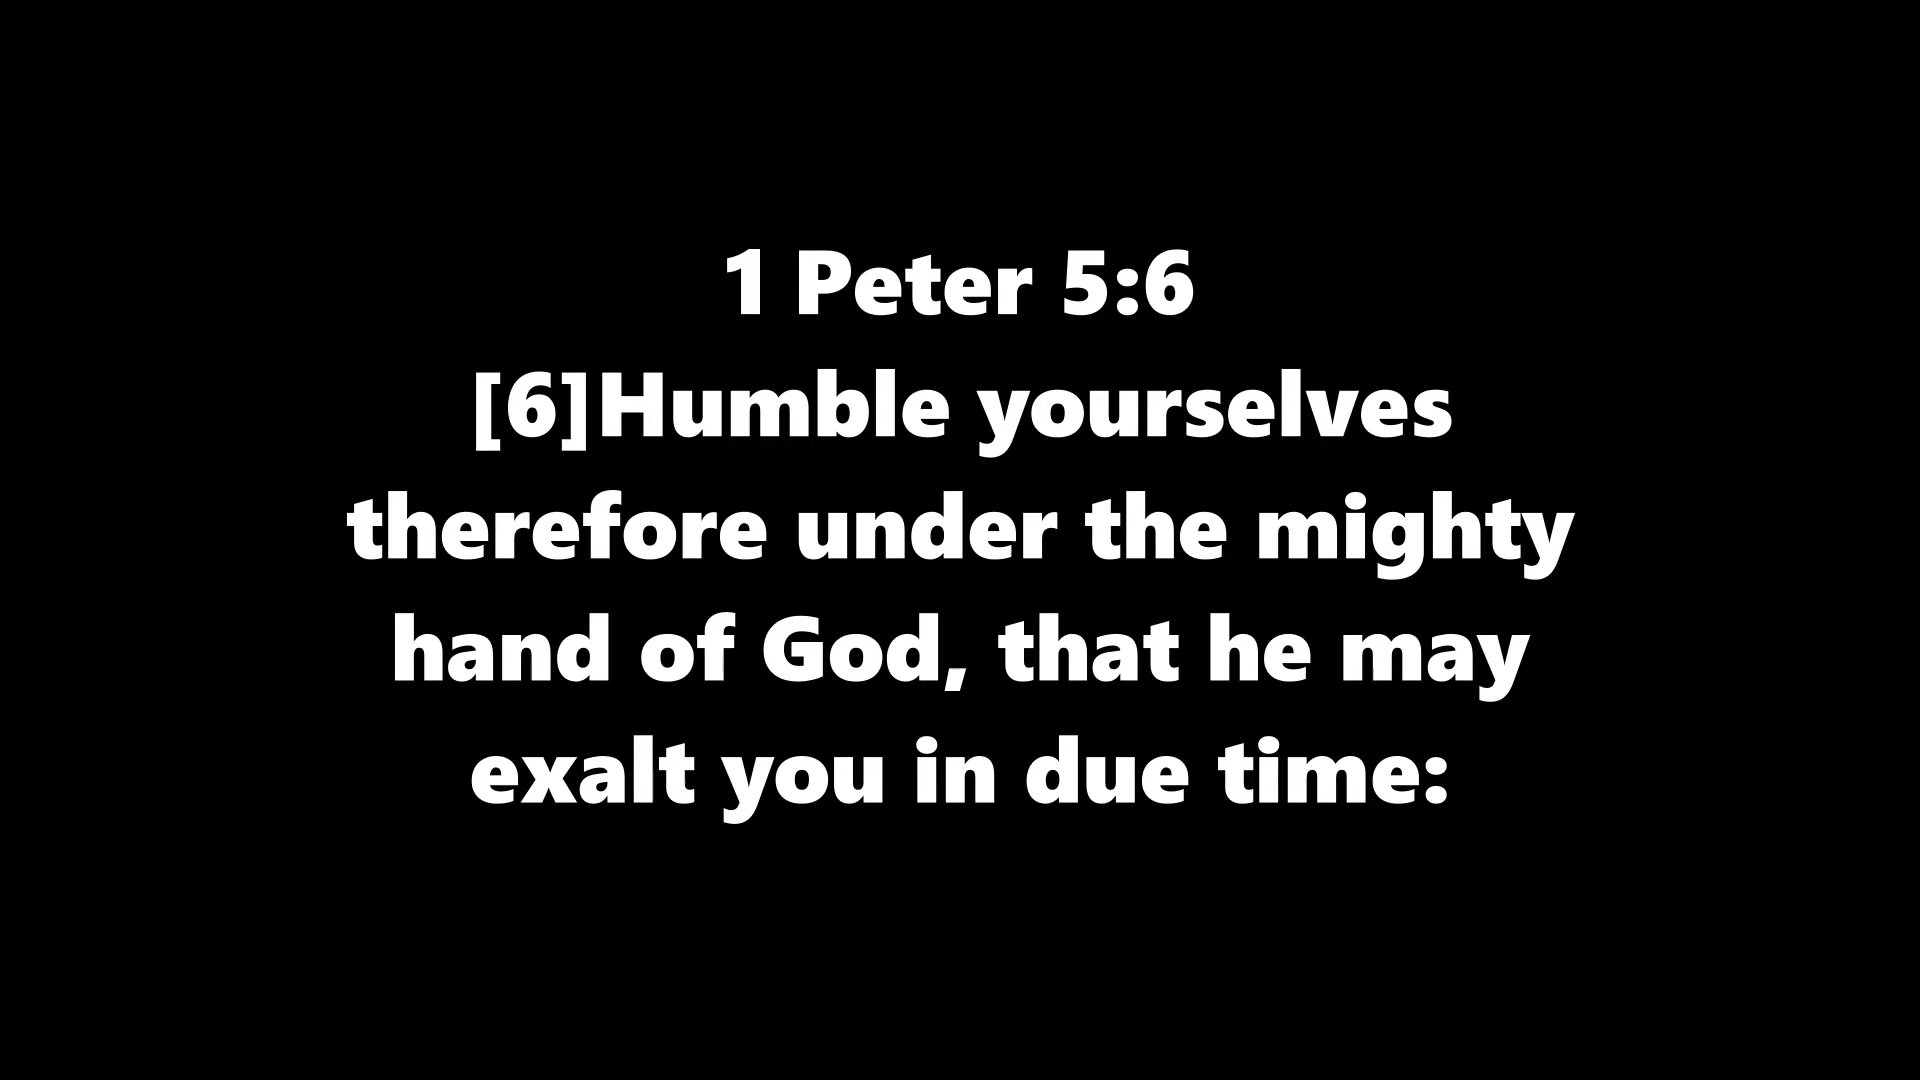 1 Peter 5:6
[6]Humble yourselves
therefore under the mighty
hand of God, that he may
exalt you in due time: